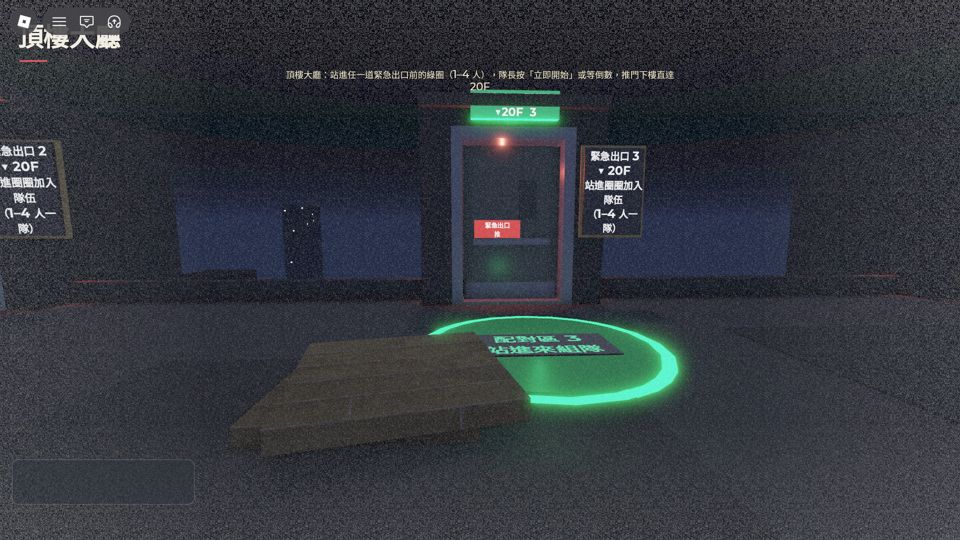 頂樓大廳
頂樓大廳：站進任一道緊急出口前的綠圈（1–4 人），隊長按「立即開始」或等倒數，推門下樓直達
20F
▼20F 3
急出口 2
▼ 20F
進圈圈加入
隊伍
（1–4 人一
隊）
緊急出口 3
▼ 20F
站進圈圈加入
隊伍
（1–4 人一
隊）
緊急出口
推
配對區 3
站進來組隊